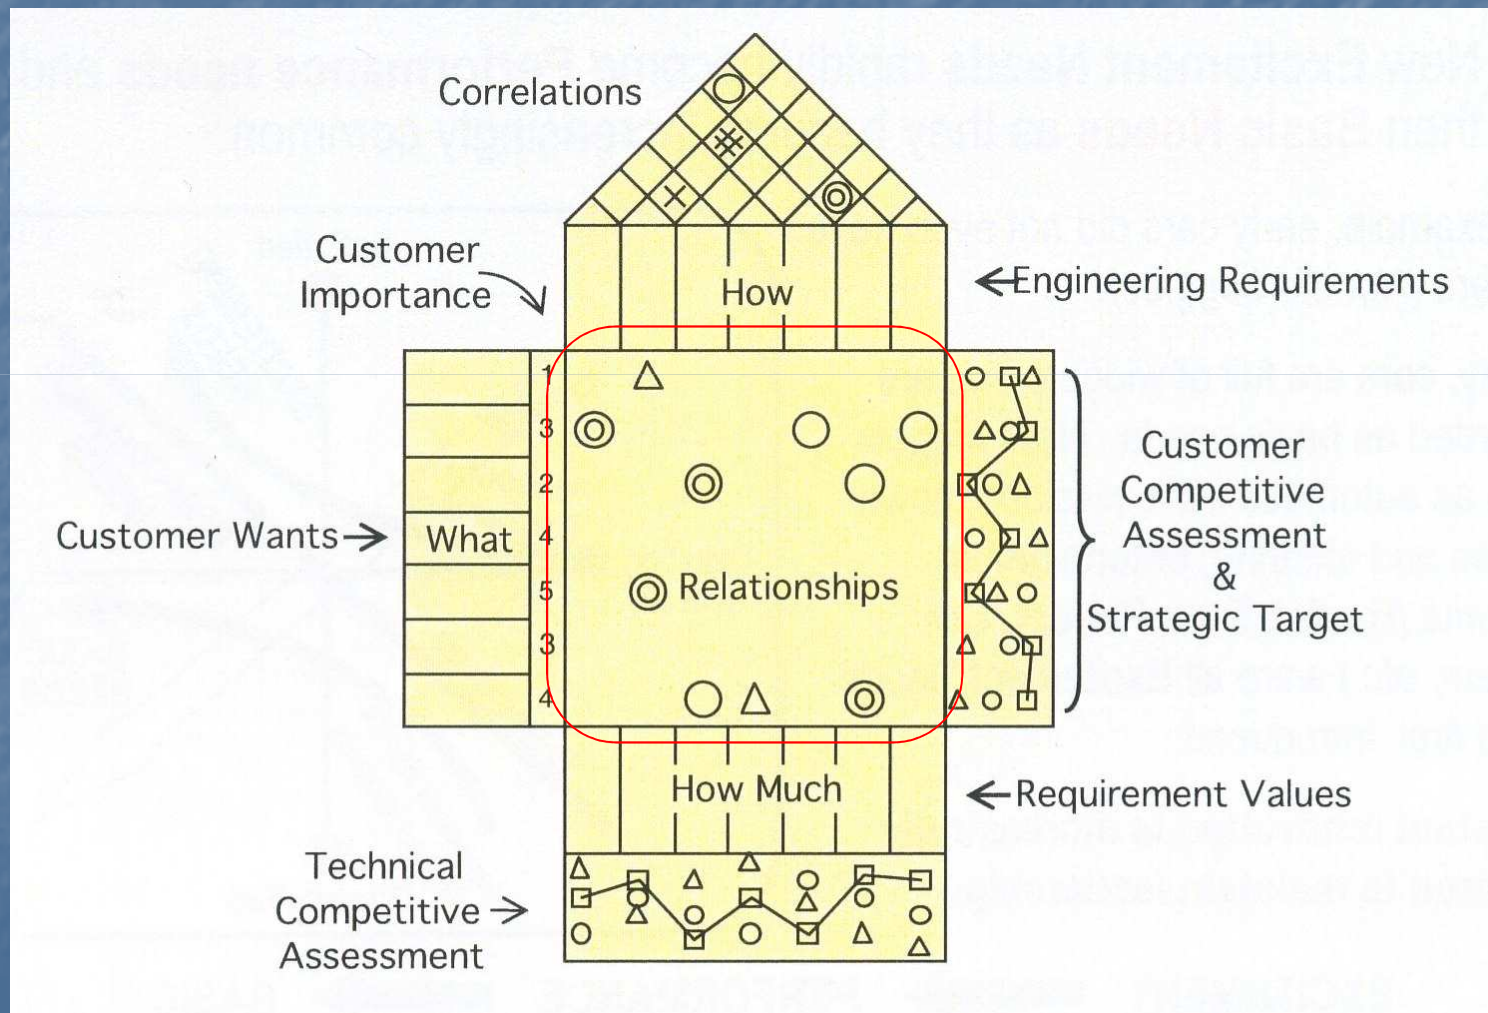 Correlations
Customer
Importance
How
Engineering Requirements
1
3
2
4
5
3
4
Customer Wants
What
Relationships
Customer
Competitive
Assessment
&
Strategic Target
How Much
Requirement Values
Technical
Competitive
Assessment